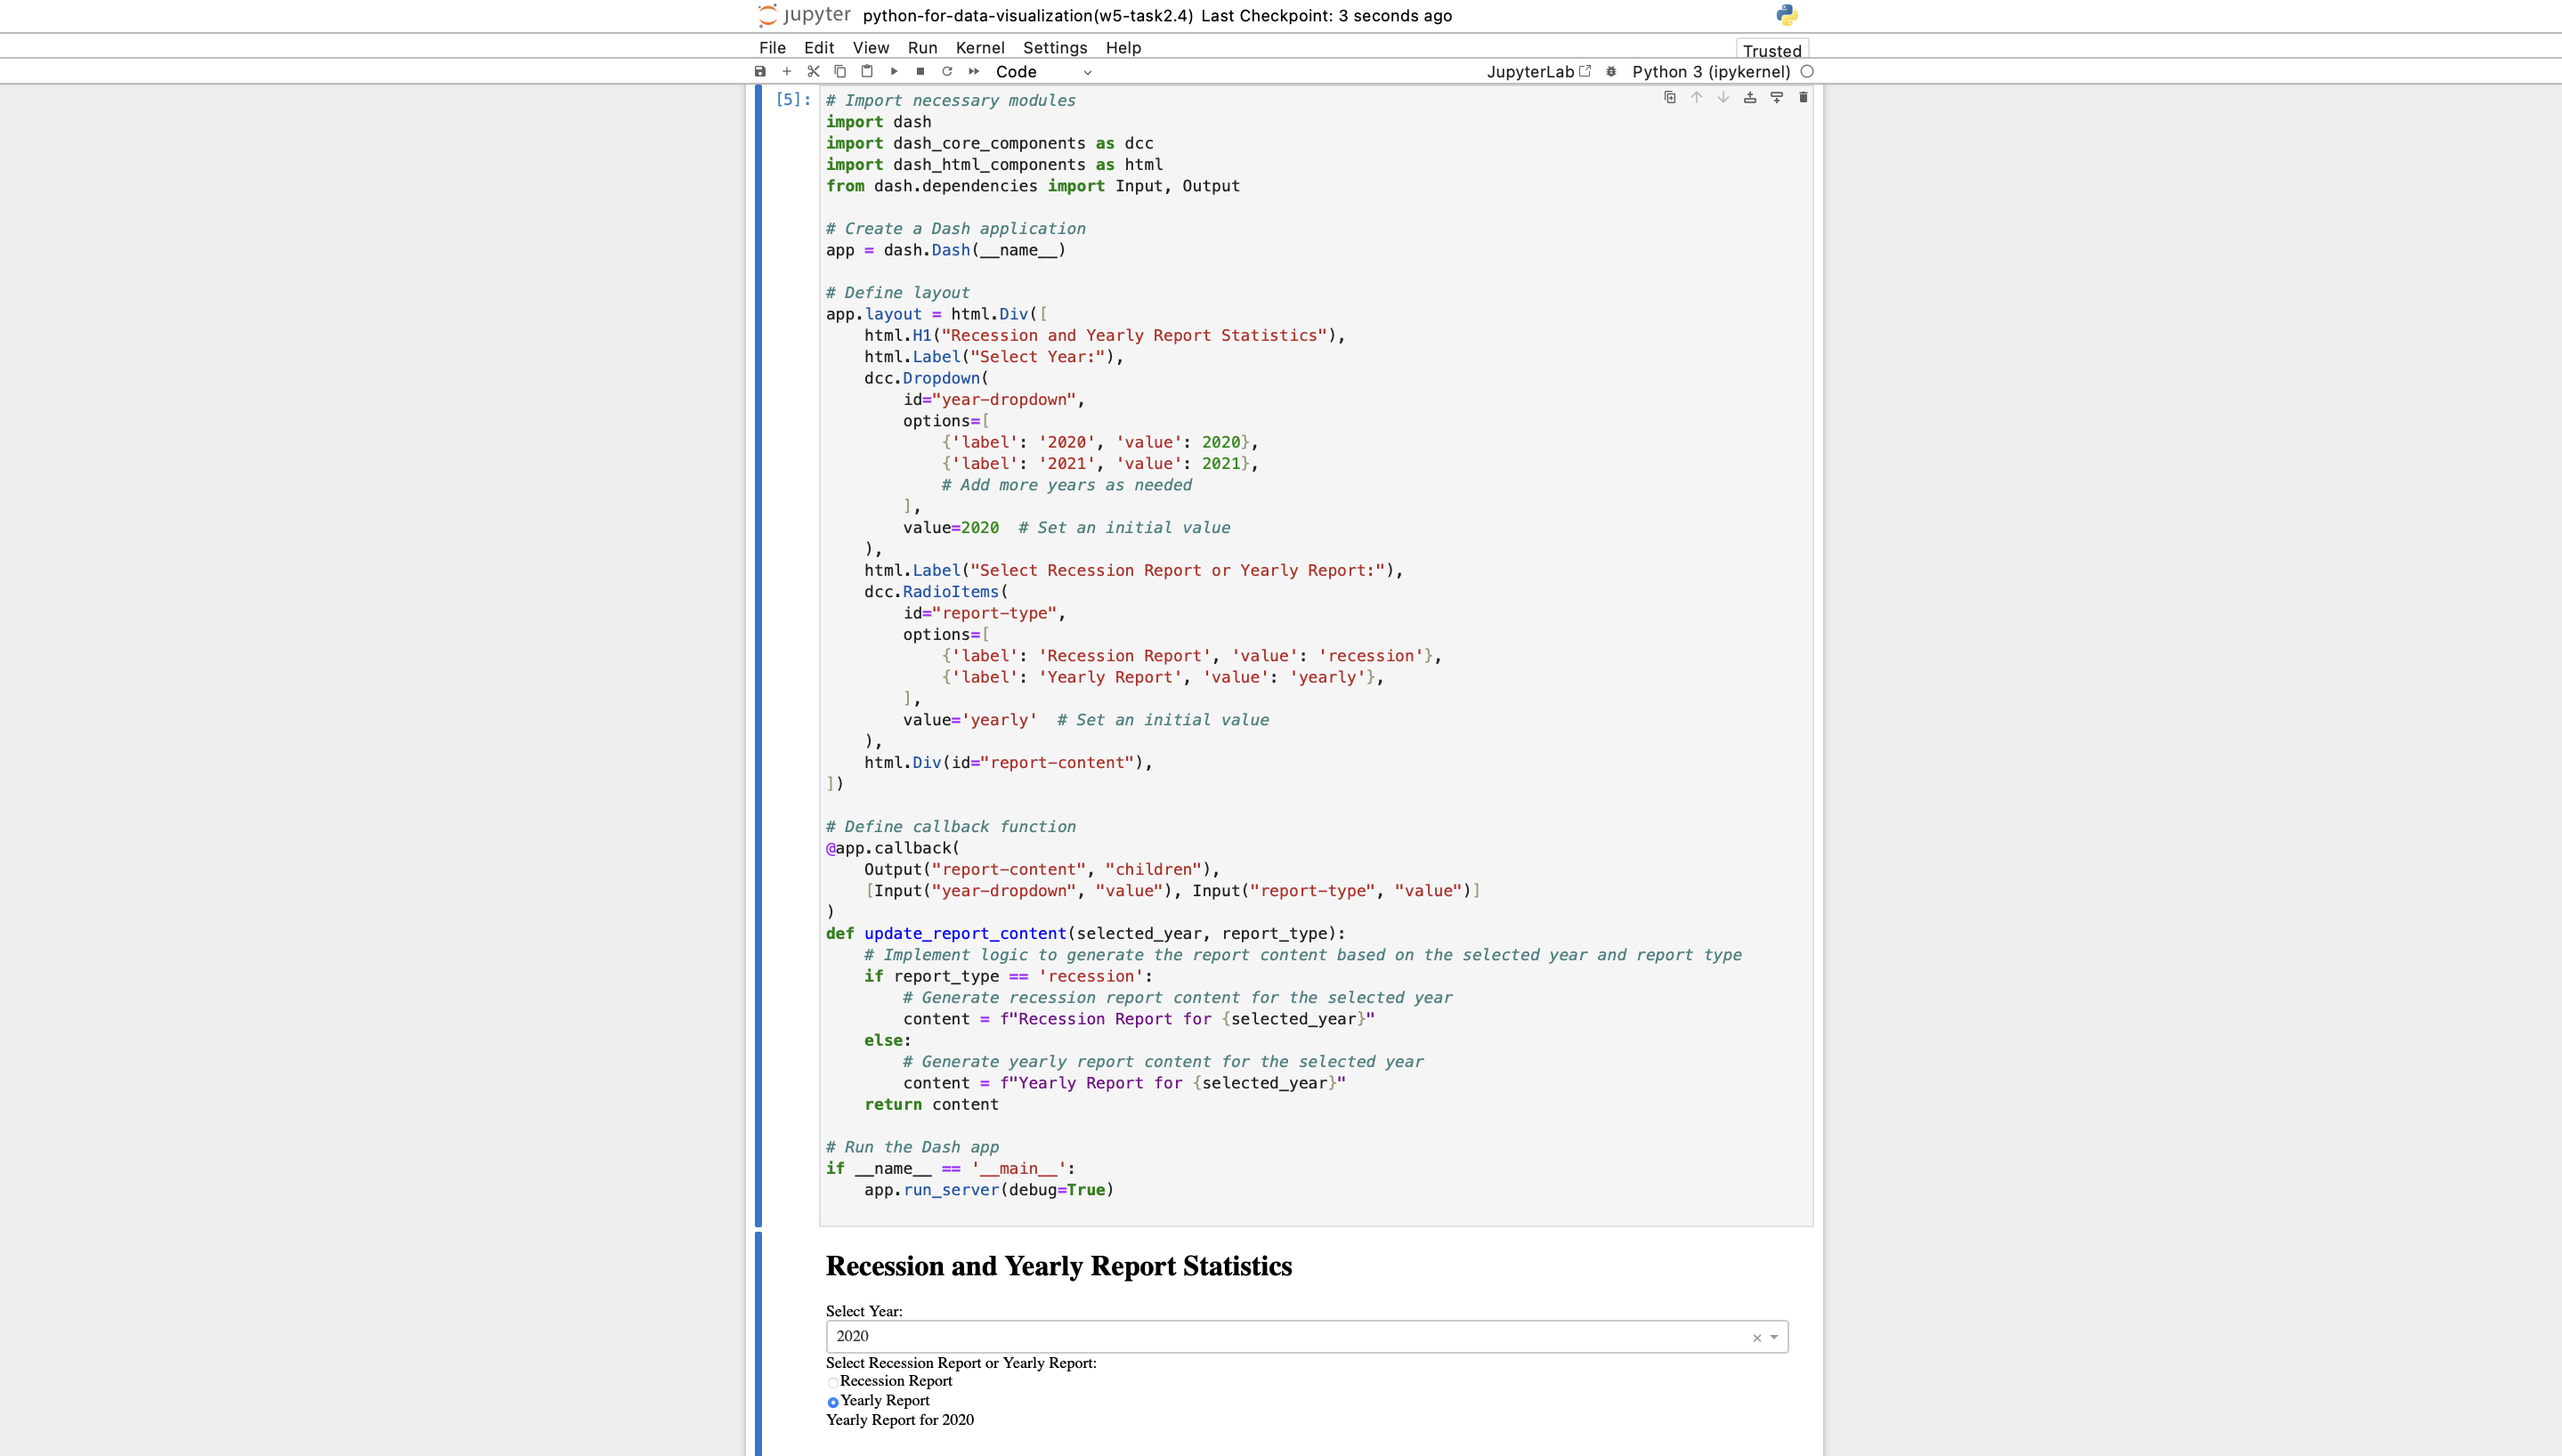 jupyter python-for-data-visualization(w5-task2.4) Last Checkpoint: 3 seconds ago
File Edit View Run Kernel Settings Help
Trusted
Code
JupyterLab
Python 3 (ipykernel)
[5]:
# Import necessary modules
import dash
import dash_core_components as dcc
import dash_html_components as html
from dash.dependencies import Input, Output

# Create a Dash application
app = dash.Dash(__name__)

# Define layout
app.layout = html.Div([
    html.H1("Recession and Yearly Report Statistics"),
    html.Label("Select Year:"),
    dcc.Dropdown(
        id="year-dropdown",
        options=[
            {'label': '2020', 'value': 2020},
            {'label': '2021', 'value': 2021},
            # Add more years as needed
        ],
        value=2020  # Set an initial value
    ),
    html.Label("Select Recession Report or Yearly Report:"),
    dcc.RadioItems(
        id="report-type",
        options=[
            {'label': 'Recession Report', 'value': 'recession'},
            {'label': 'Yearly Report', 'value': 'yearly'},
        ],
        value='yearly'  # Set an initial value
    ),
    html.Div(id="report-content"),
])

# Define callback function
@app.callback(
    Output("report-content", "children"),
    [Input("year-dropdown", "value"), Input("report-type", "value")]
)
def update_report_content(selected_year, report_type):
    # Implement logic to generate the report content based on the selected year and report type
    if report_type == 'recession':
        # Generate recession report content for the selected year
        content = f"Recession Report for {selected_year}"
    else:
        # Generate yearly report content for the selected year
        content = f"Yearly Report for {selected_year}"
    return content

# Run the Dash app
if __name__ == '__main__':
    app.run_server(debug=True)

Recession and Yearly Report Statistics
Select Year:
2020
Select Recession Report or Yearly Report:
Recession Report
Yearly Report
Yearly Report for 2020